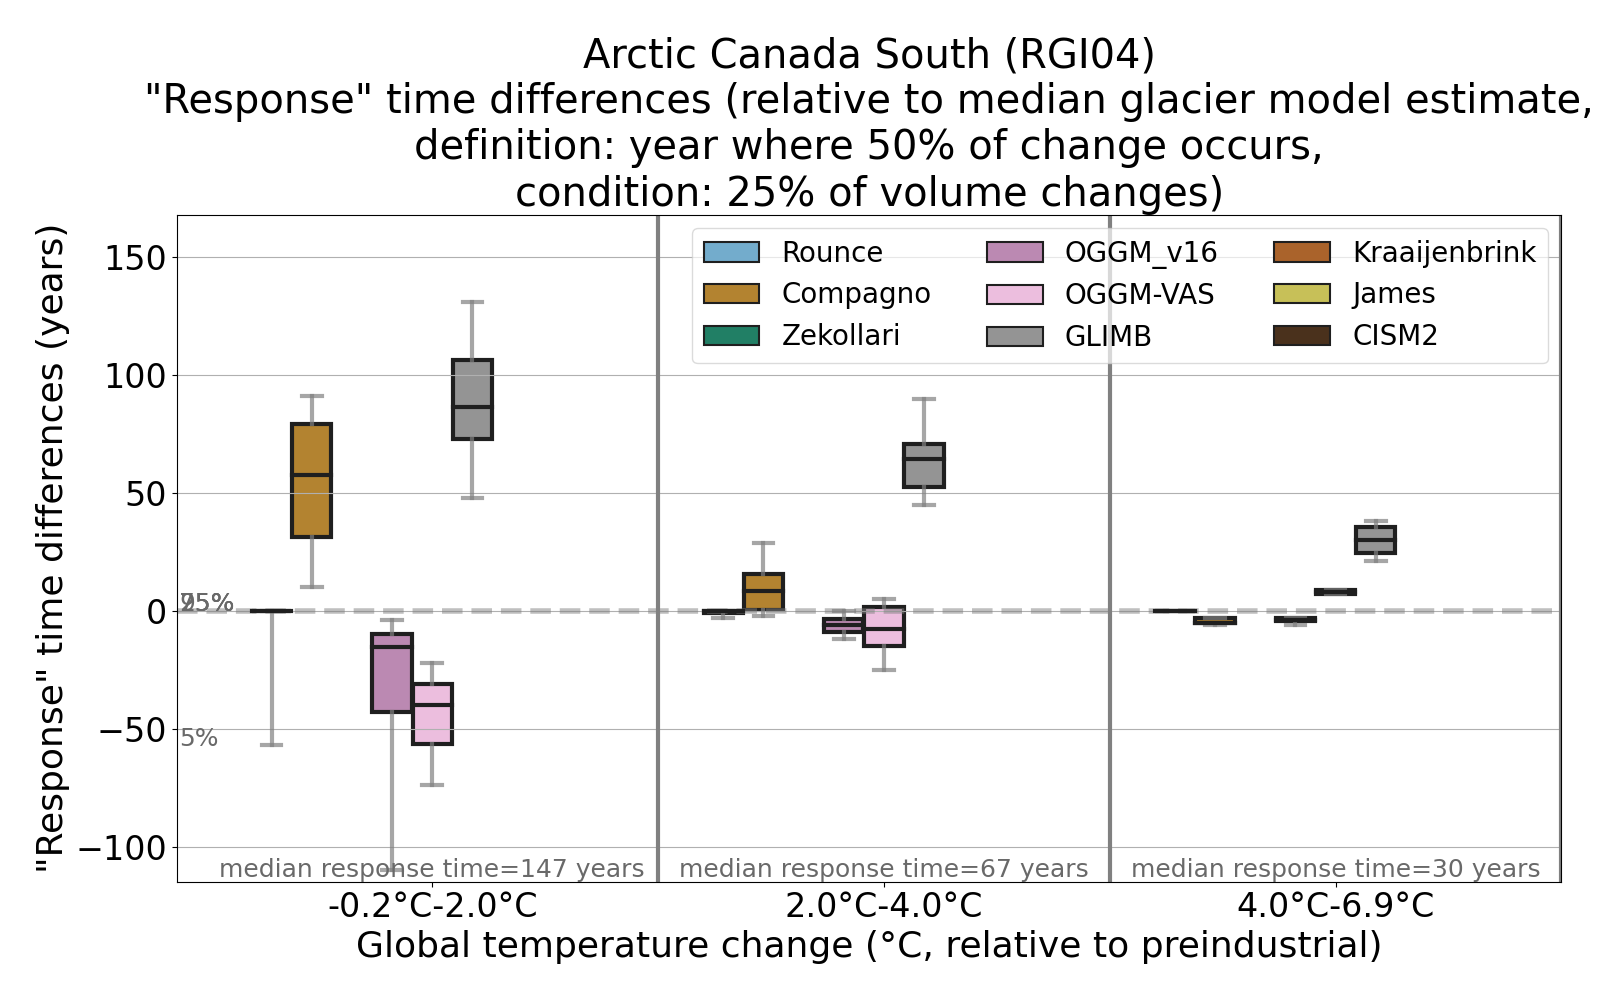 Arctic Canada South (RGI04)
"Response" time differences (relative to median glacier model estimate,
definition: year where 50% of change occurs,
condition: 25% of volume changes)
"Response" time differences (years)
150
100
50
0
−50
−100
5%
Rounce
Compagno
Zekollari
OGGM_v16
OGGM-VAS
GLIMB
Kraaijenbrink
James
CISM2
median response time=147 years
median response time=67 years
median response time=30 years
-0.2°C-2.0°C
2.0°C-4.0°C
4.0°C-6.9°C
Global temperature change (°C, relative to preindustrial)